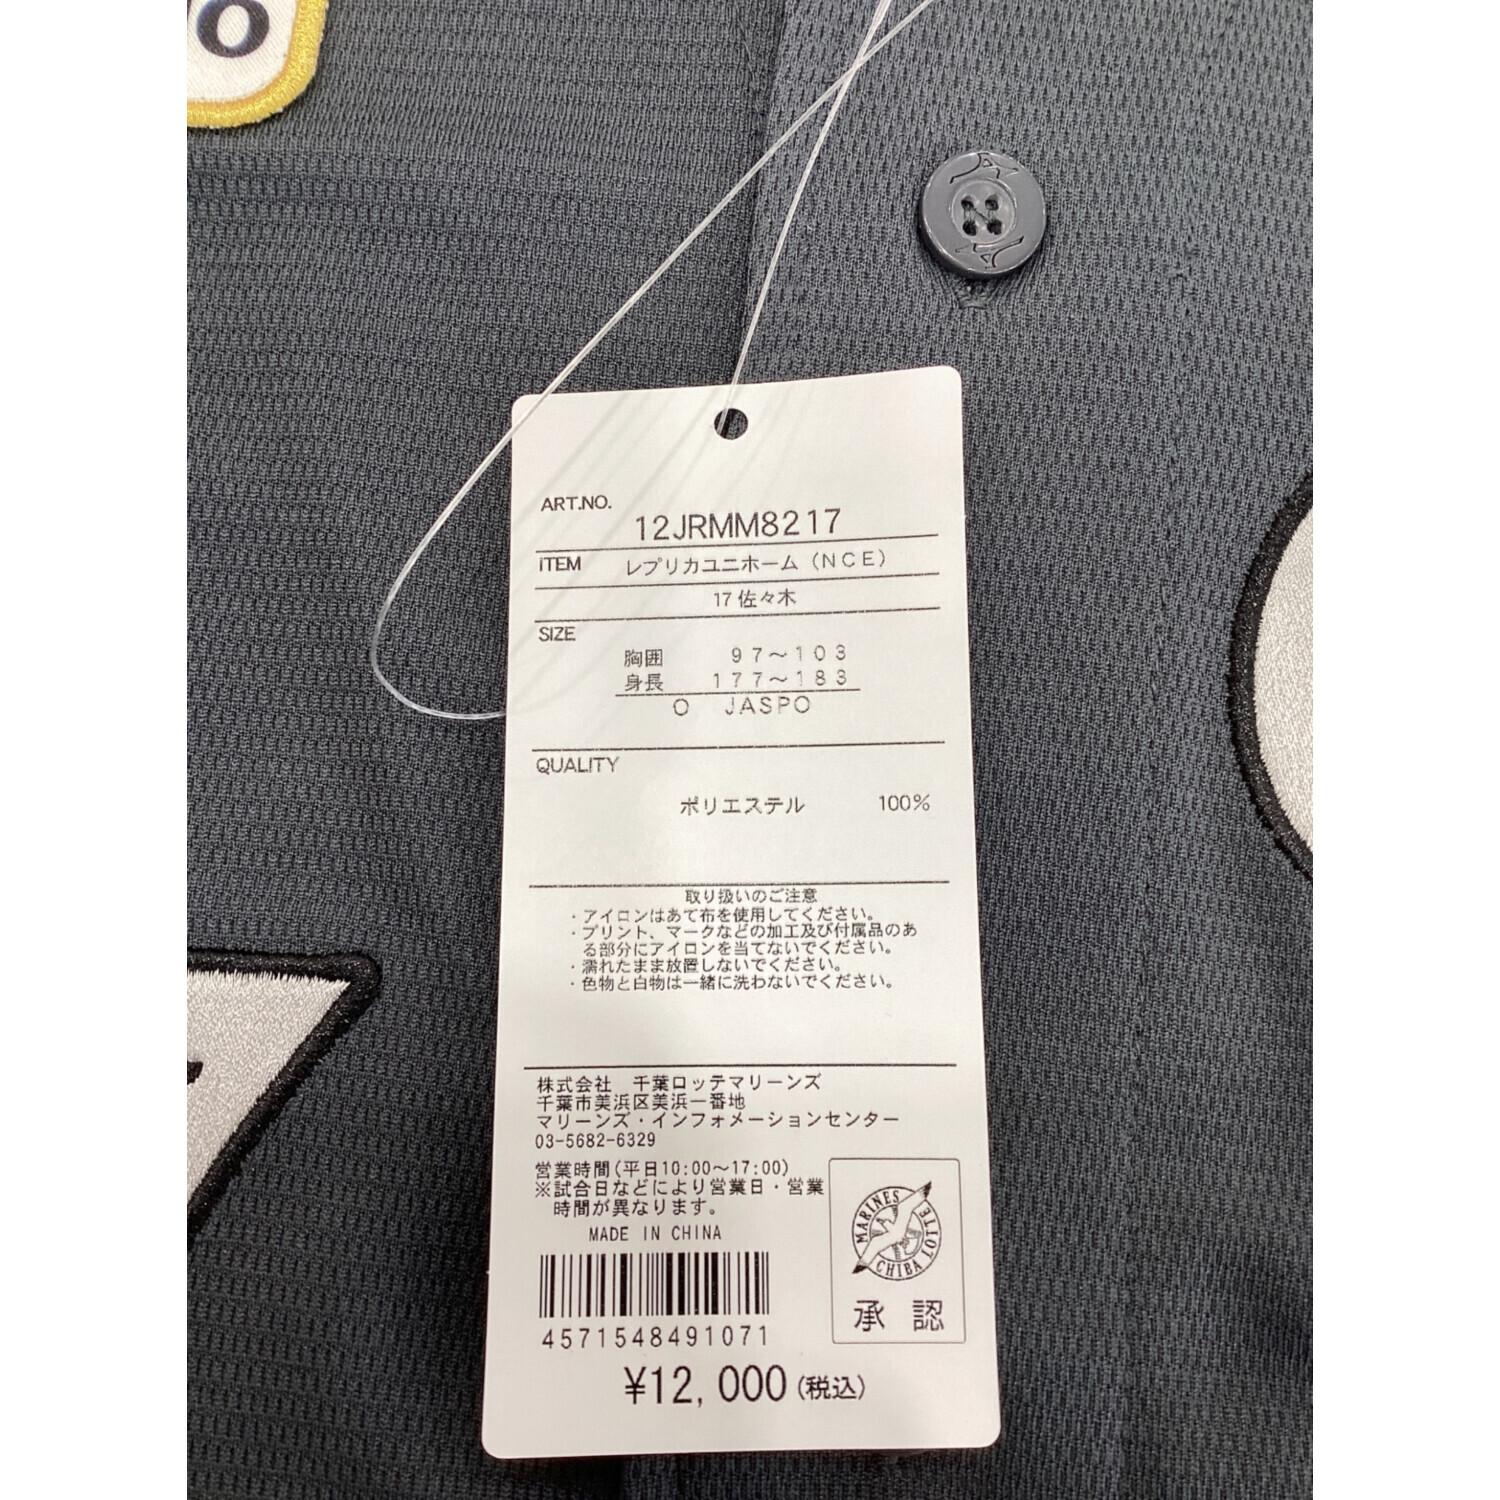 O
ART.NO.
12JRMM8217
ITEM レプリカユニホーム（NCE）
17 佐々木
SIZE
胸囲 97～103
身長 177～183
O JASPO
QUALITY
ポリエステル 100%
取り扱いのご注意
・アイロンはあて布を使用してください。
・プリント、マークなどの加工及び付属品のあ
る部分にアイロンを当てないでください。
・濡れたまま放置しないでください。
・色物と白物は一緒に洗わないでください。
株式会社 千葉ロッテマリーンズ
千葉市美浜区美浜一番地
マリーンズ・インフォメーションセンター
03-5682-6329
営業時間(平日10:00～17:00)
※試合日などにより営業日・営業
時間が異なります。
MADE IN CHINA
MARINES
LOTTE
CHIBA
承認
4571548491071
¥12,000(税込)
7